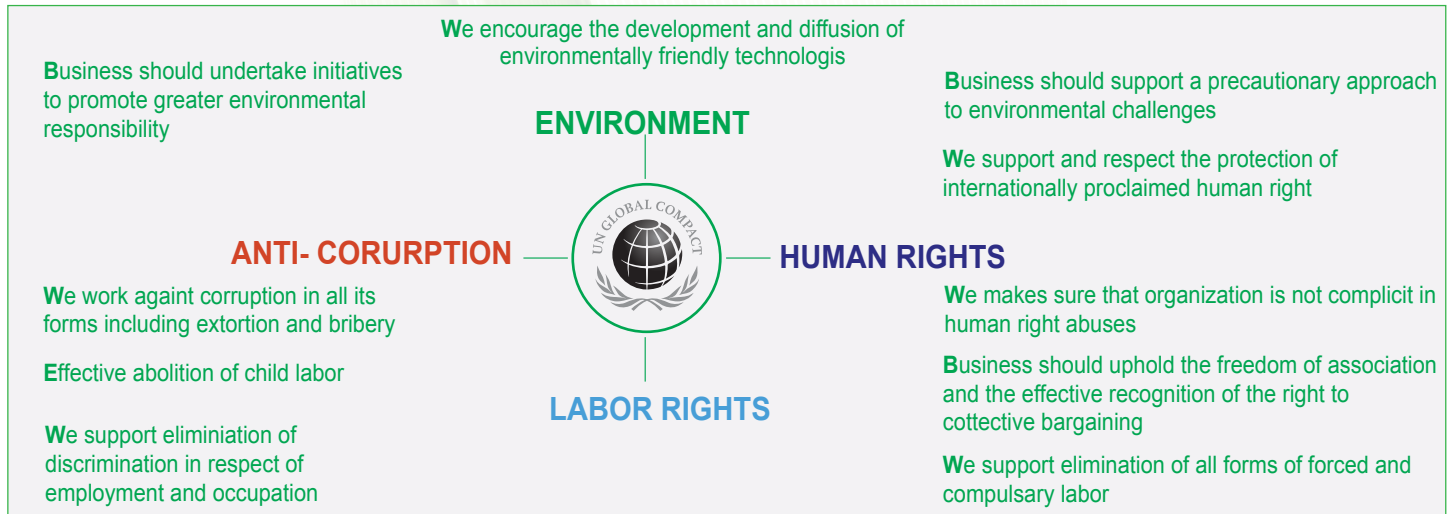 We encourage the development and diffusion of
environmentally friendly technologis
Business should undertake initiatives
to promote greater environmental
responsibility
Business should support a precautionary approach
to environmental challenges
ENVIRONMENT
We support and respect the protection of
internationally proclaimed human right
UN GLOBAL COMPACT
ANTI- CORURPTION
HUMAN RIGHTS
We work againt corruption in all its
forms including extortion and bribery
Effective abolition of child labor
We support eliminiation of
discrimination in respect of
employment and occupation
We makes sure that organization is not complicit in
human right abuses
Business should uphold the freedom of association
and the effective recognition of the right to
cottective bargaining
We support elimination of all forms of forced and
compulsary labor
LABOR RIGHTS